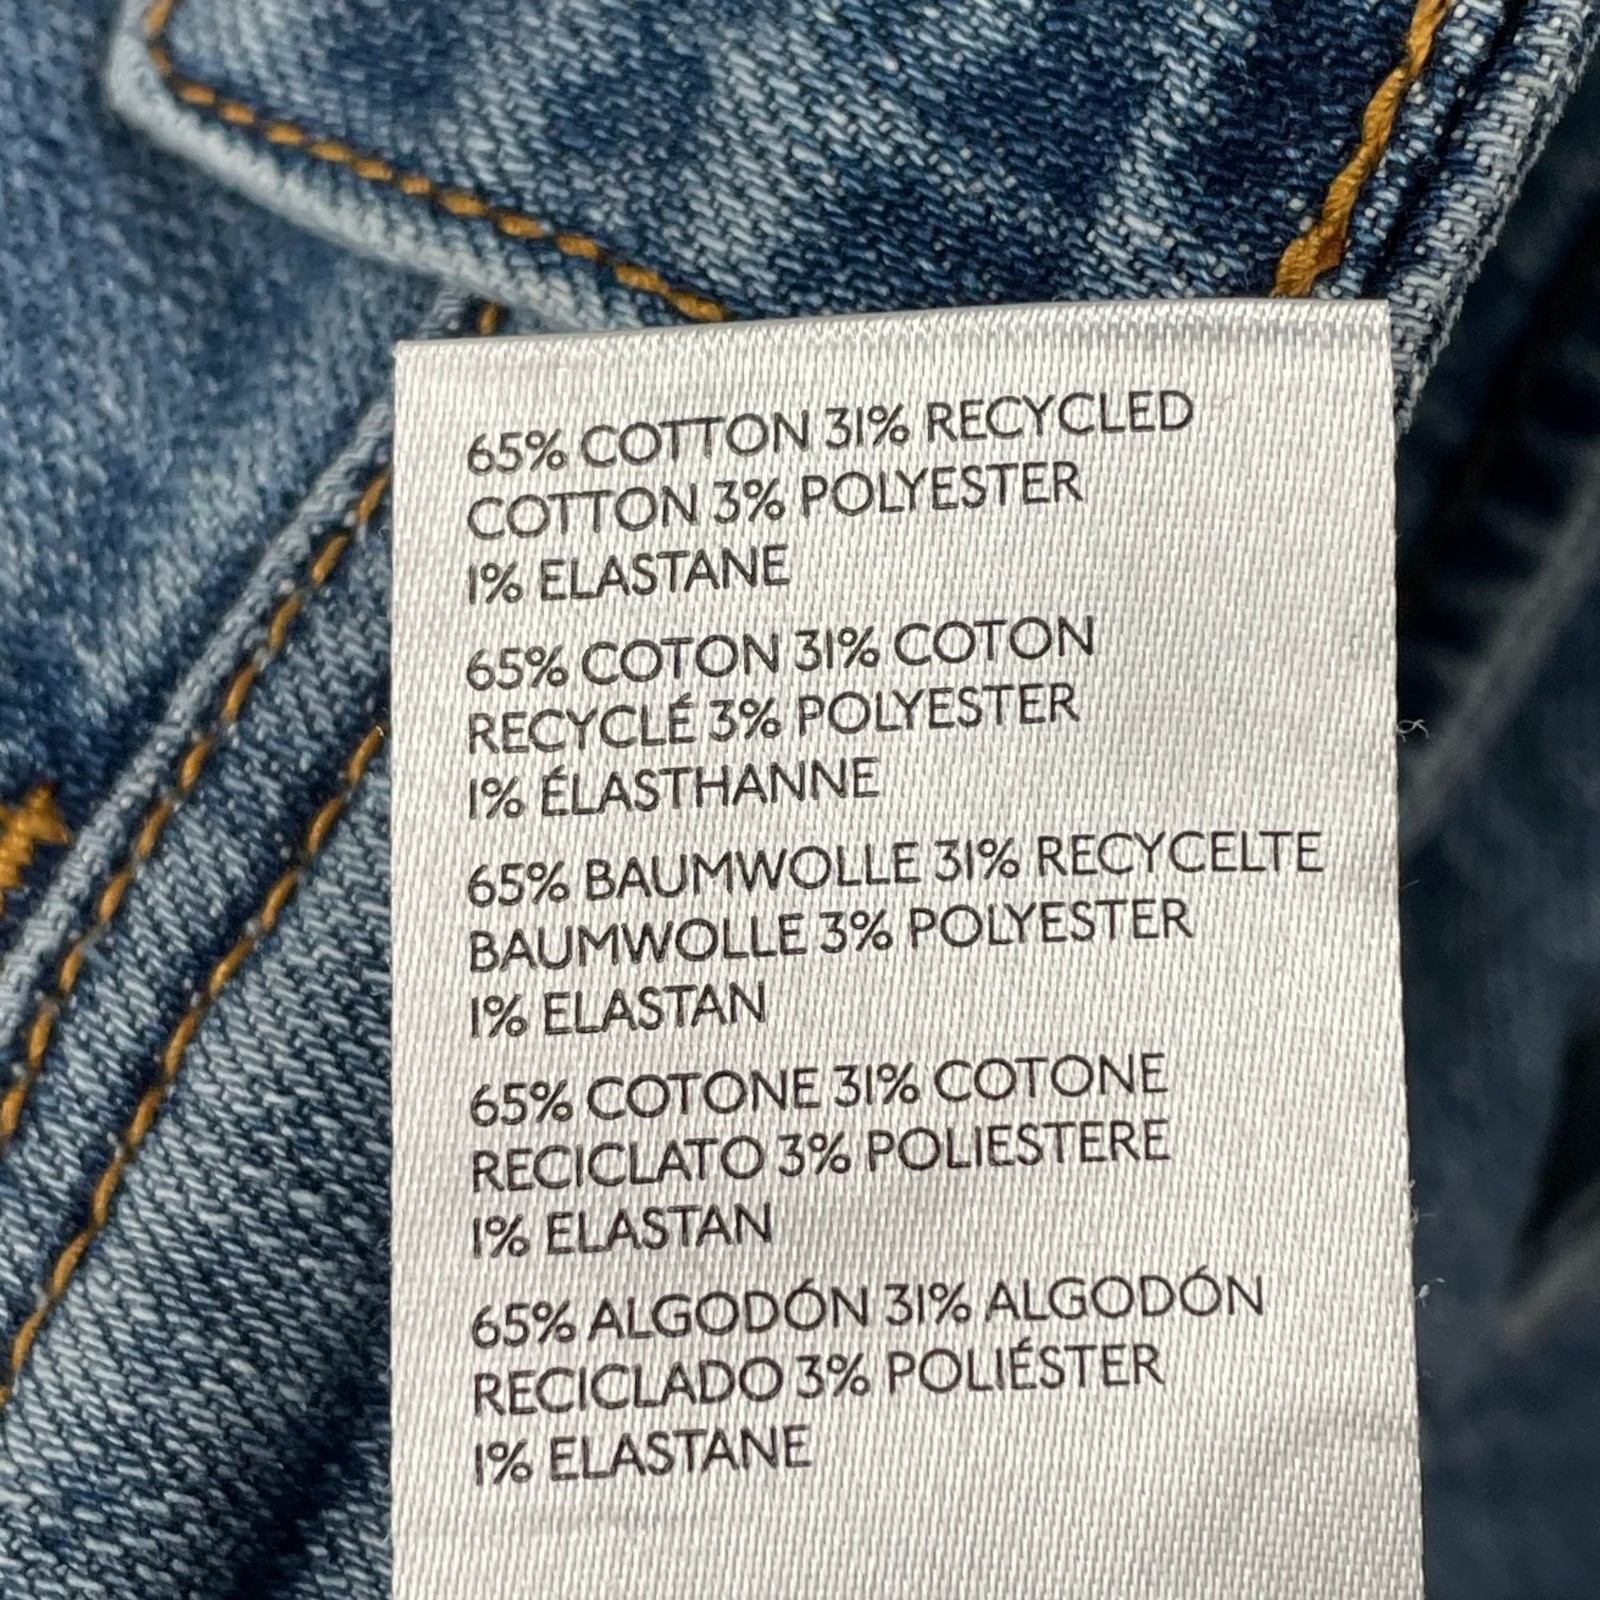 65% COTTON 31% RECYCLED
COTTON 3% POLYESTER
1% ELASTANE
65% COTON 31% COTON
RECYCLÉ 3% POLYESTER
1% ÉLASTHANNE
65% BAUMWOLLE 31% RECYCELTE
BAUMWOLLE 3% POLYESTER
1% ELASTAN
65% COTONE 31% COTONE
RECICLATO 3% POLIESTERE
1% ELASTAN
65% ALGODÓN 31% ALGODÓN
RECICLADO 3% POLIÉSTER
1% ELASTANE